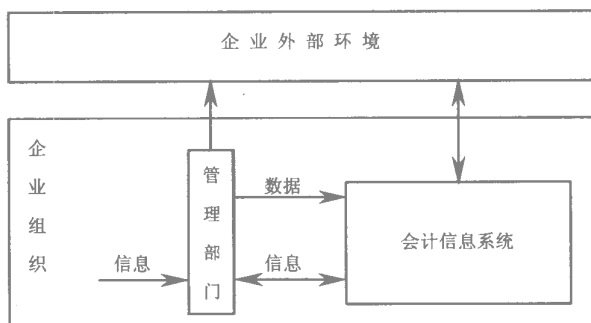 企业外部环境
企业组织
管理部门
数据
会计信息系统
信息
信息